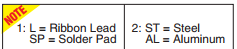 NOTE
1: L = Ribbon Lead
SP = Solder Pad
2: ST = Steel
AL = Aluminum